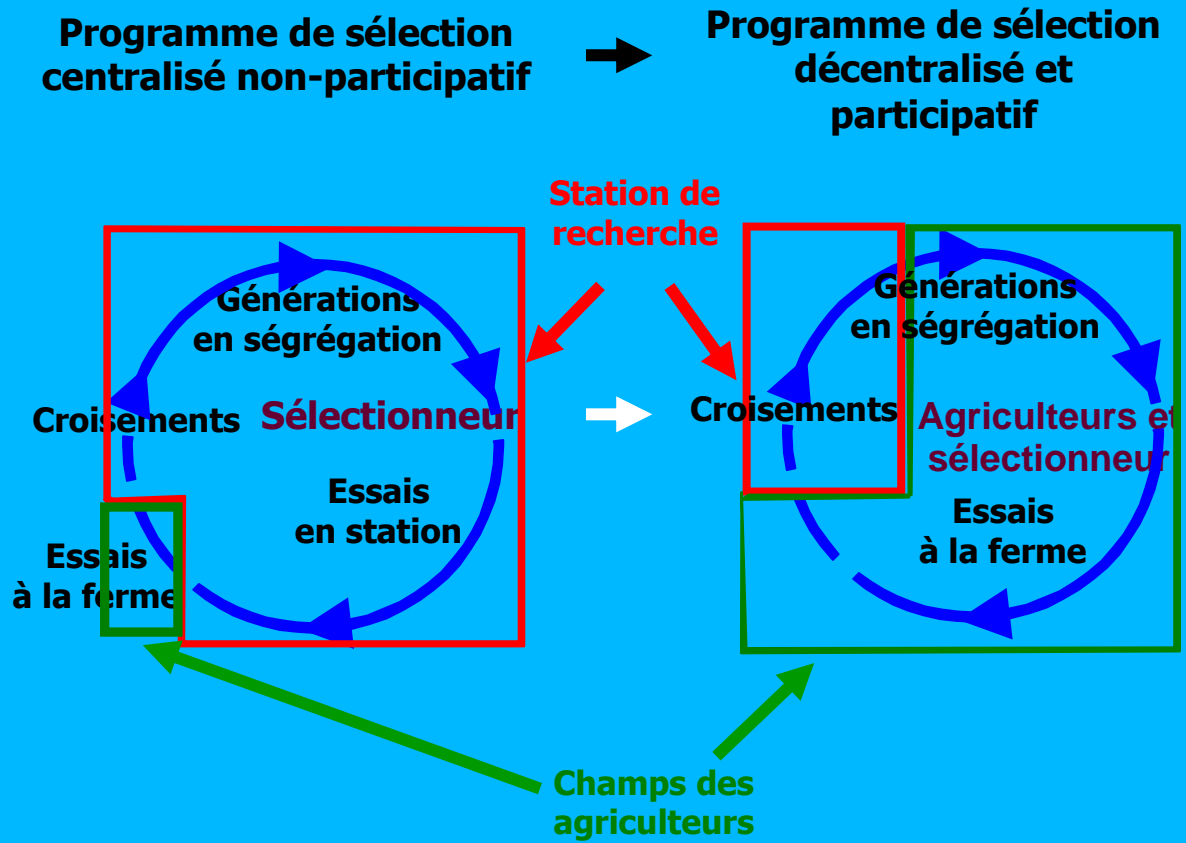 Programme de sélection
centralisé non-participatif
Programme de sélection
décentralisé et
participatif
Station de
recherche
Générations
en ségrégation
Croisements
Sélectionneur
Essais
en station
Essais
à la ferme
Générations
en ségrégation
Croisements
Agriculteurs et
sélectionneur
Essais
à la ferme
Champs des
agriculteurs